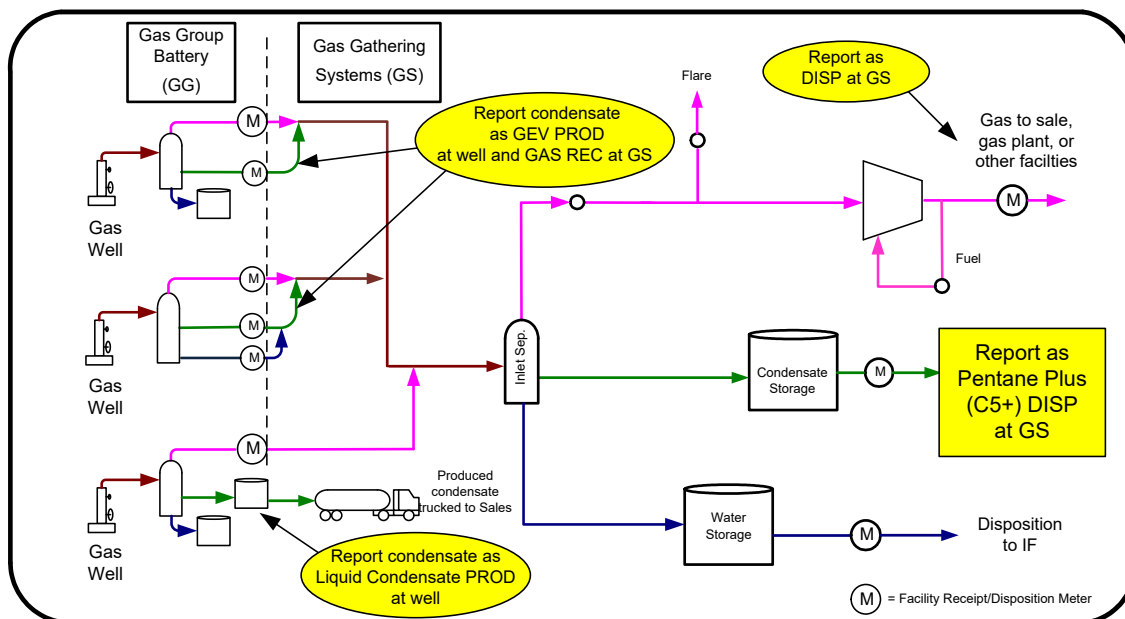 Gas Group
Battery
(GG)
Gas Gathering
Systems (GS)
Report as
DISP at GS
Flare
Report condensate
as GEV PROD
at well and GAS REC at GS
Gas to sale,
gas plant, or
other facilties
M
M
M
Fuel
Gas
Well
M
M
M
Gas
Well
Inlet Sep.
Condensate
Storage
M
Report as
Pentane Plus
(C5+) DISP
at GS
M
Produced
condensate
trucked to Sales
Gas
Well
Report condensate as
Liquid Condensate PROD
at well
Water
Storage
M
Disposition
to IF
M = Facility Receipt/Disposition Meter